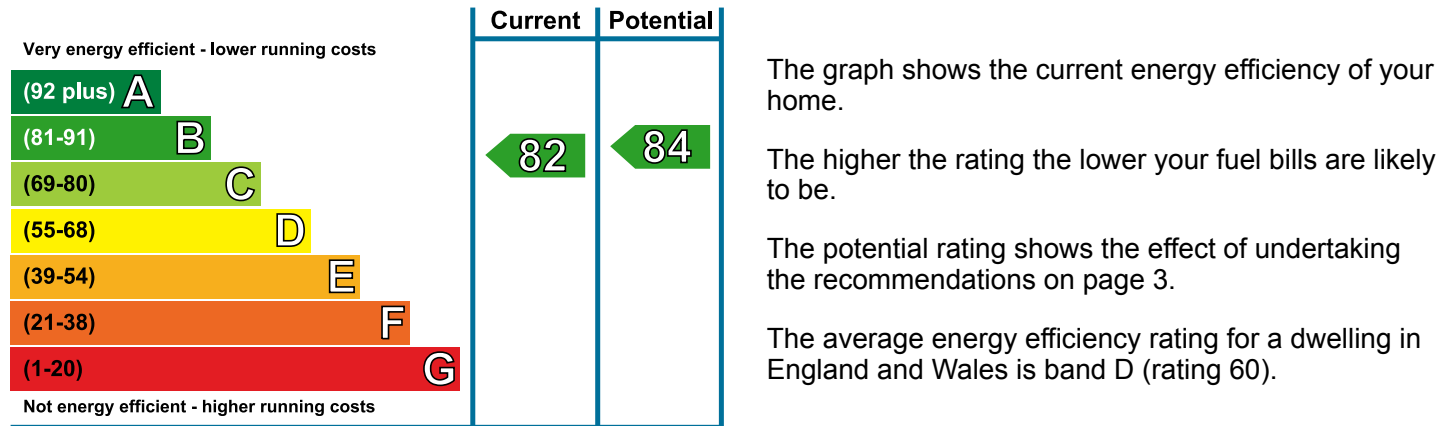 Current Potential
Very energy efficient - lower running costs
(92 plus) A
(81-91) B
82
84
(69-80) C
(55-68) D
(39-54) E
(21-38) F
(1-20) G
Not energy efficient - higher running costs
The graph shows the current energy efficiency of your
home.
The higher the rating the lower your fuel bills are likely
to be.
The potential rating shows the effect of undertaking
the recommendations on page 3.
The average energy efficiency rating for a dwelling in
England and Wales is band D (rating 60).